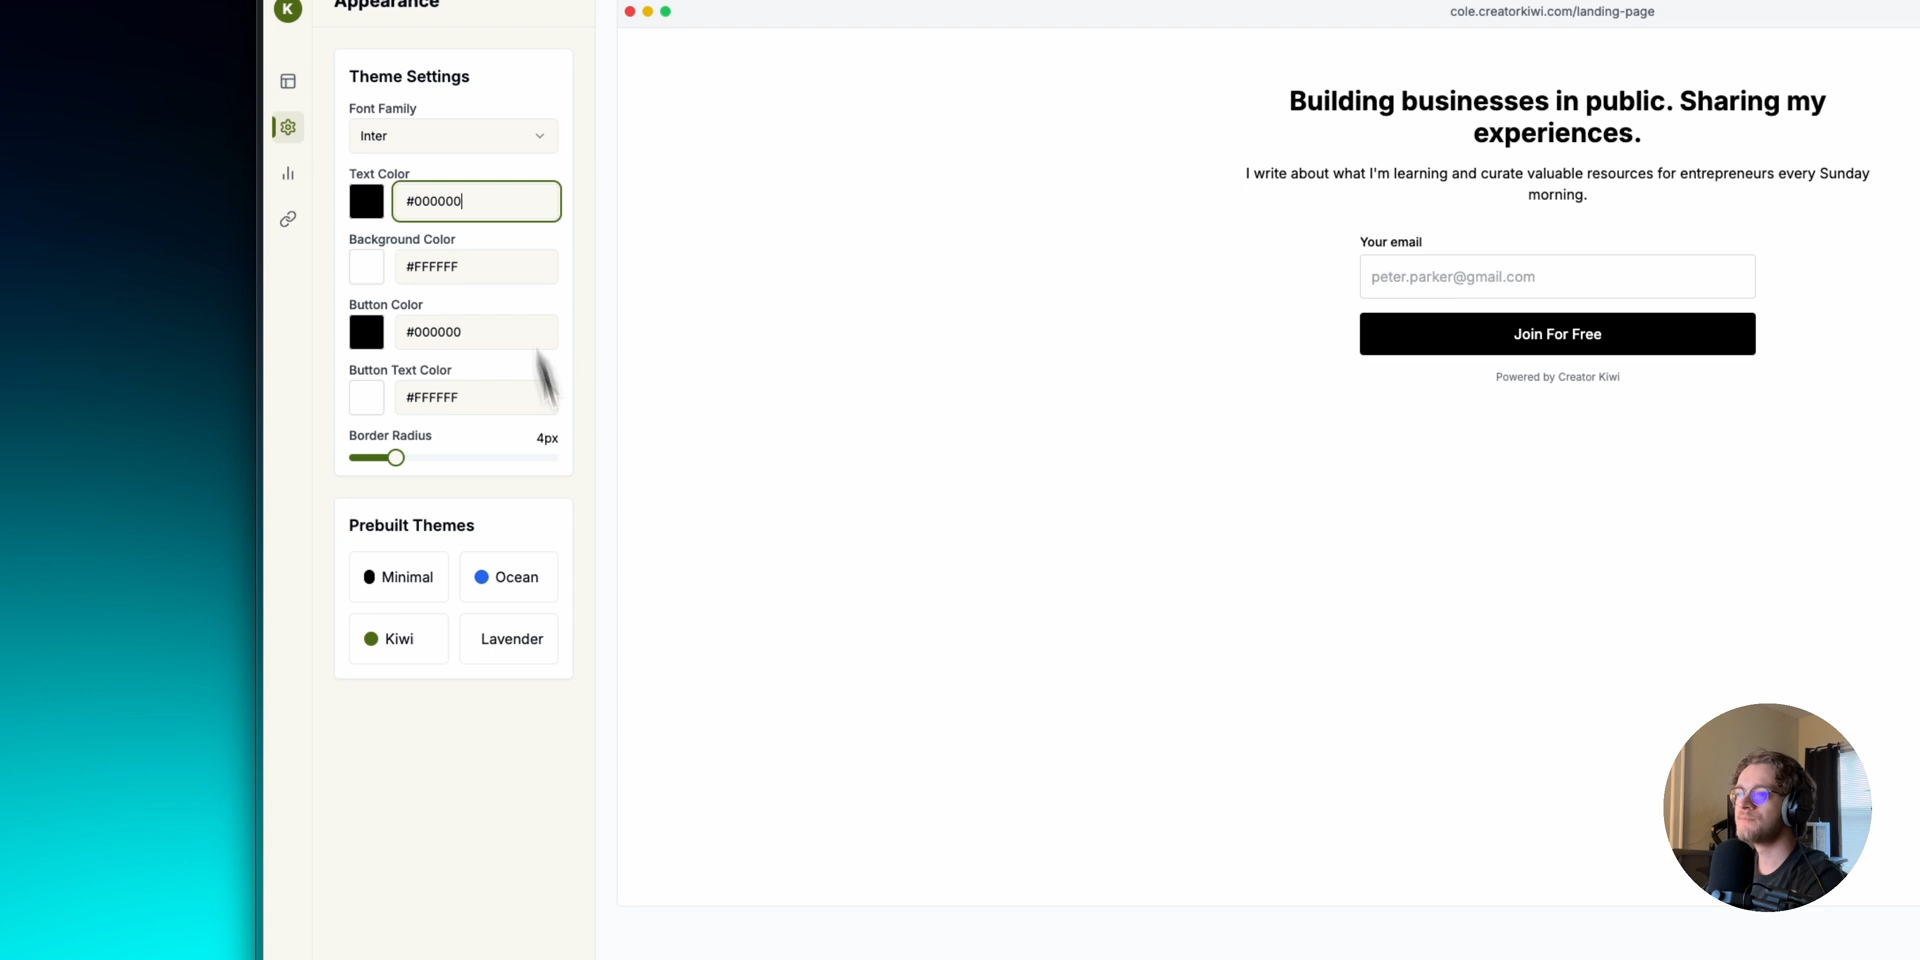 K
Appearance
cole.creatorkiwi.com/landing-page
Theme Settings
Font Family
Inter
Text Color
#000000
Background Color
#FFFFFF
Button Color
#000000
Button Text Color
#FFFFFF
Border Radius
4px
Prebuilt Themes
Minimal
Ocean
Kiwi
Lavender
Building businesses in public. Sharing my
experiences.
I write about what I'm learning and curate valuable resources for entrepreneurs every Sunday
morning.
Your email
peter.parker@gmail.com
Join For Free
Powered by Creator Kiwi